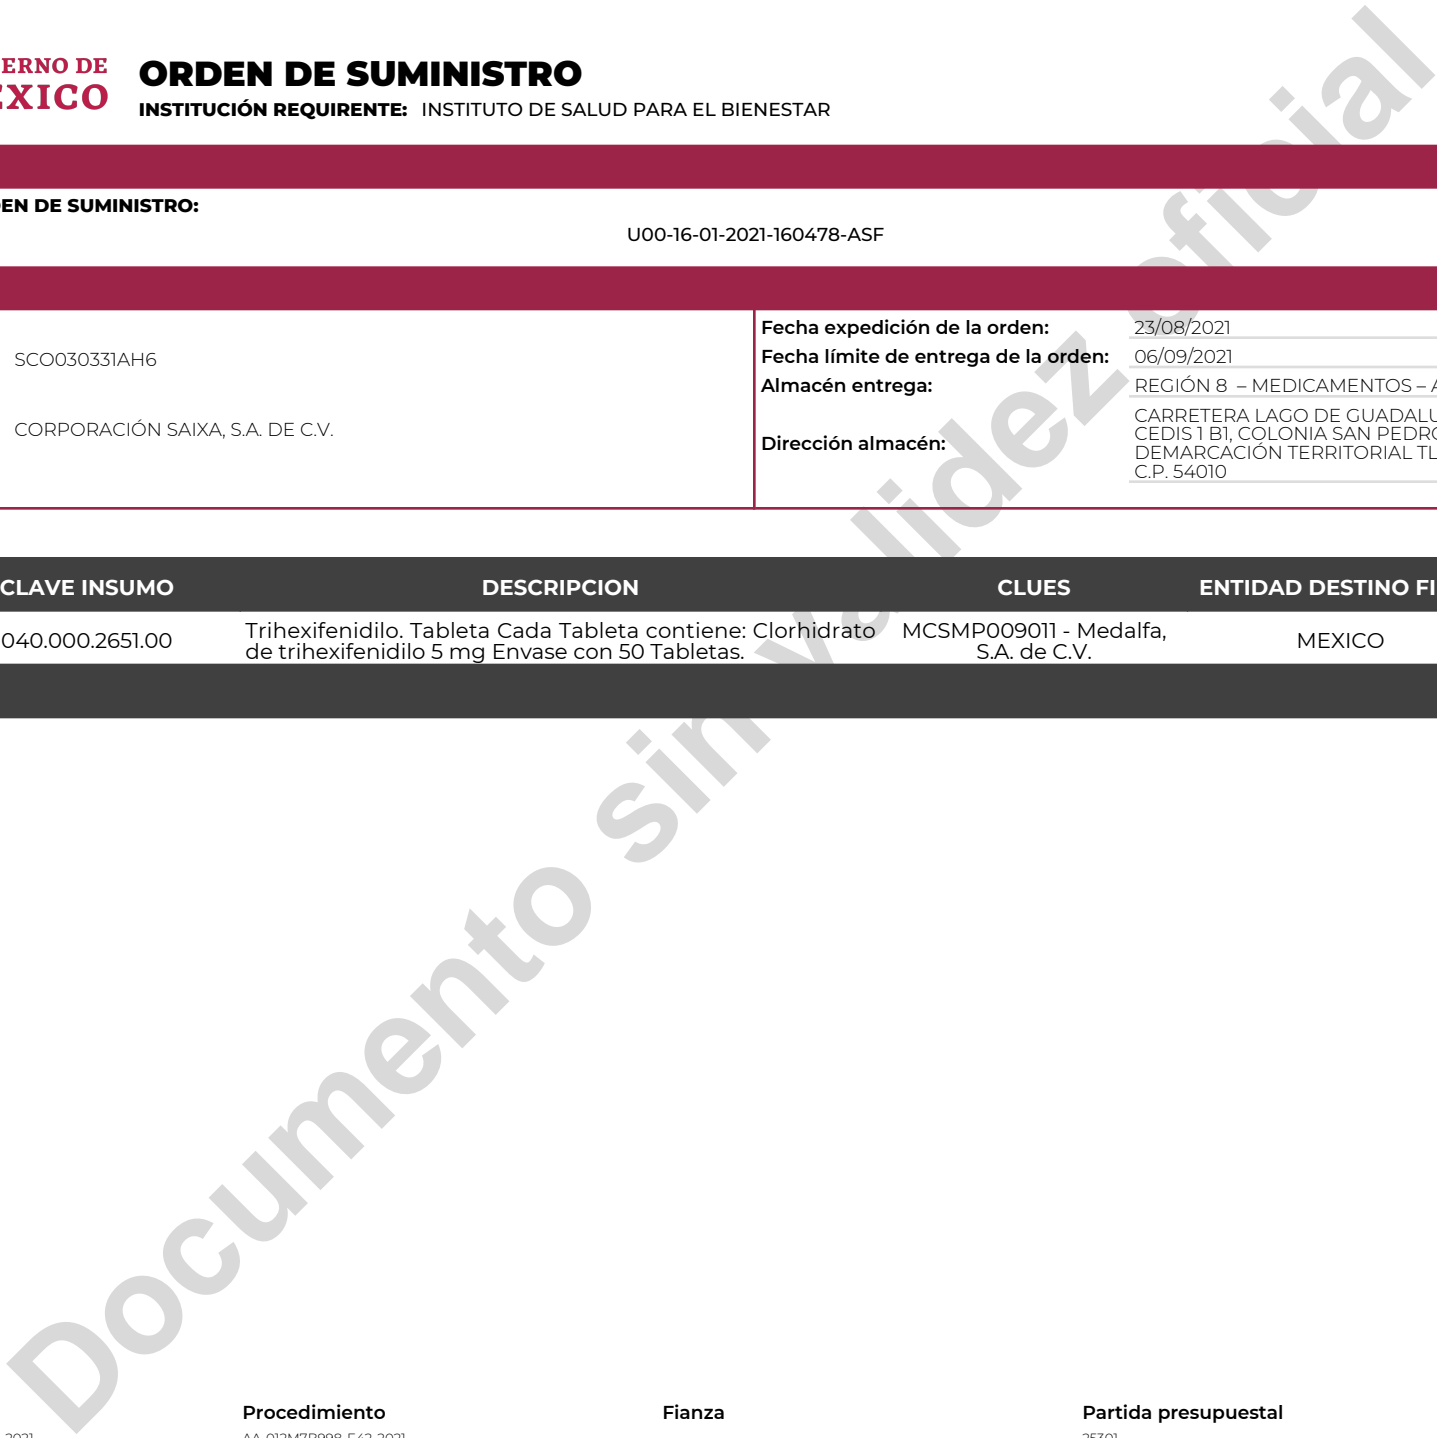 ERNO DE
EXICO
ORDEN DE SUMINISTRO
INSTITUCIÓN REQUIRENTE: INSTITUTO DE SALUD PARA EL BIENESTAR
EN DE SUMINISTRO:
U00-16-01-2021-160478-ASF
SCO030331AH6
CORPORACIÓN SAIXA, S.A. DE C.V.
Fecha expedición de la orden: 23/08/2021
Fecha límite de entrega de la orden: 06/09/2021
Almacén entrega: REGIÓN 8 – MEDICAMENTOS – A
Dirección almacén:
CARRETERA LAGO DE GUADALU
CEDIS 1 B1, COLONIA SAN PEDRO
DEMARCACIÓN TERRITORIAL TL
C.P. 54010
CLAVE INSUMO DESCRIPCION CLUES ENTIDAD DESTINO FI
040.000.2651.00
Trihexifenidilo. Tableta Cada Tableta contiene: Clorhidrato
de trihexifenidilo 5 mg Envase con 50 Tabletas.
MCSMP009011 - Medalfa,
S.A. de C.V.
MEXICO
Documento sin validez oficial
Procedimiento Fianza Partida presupuestal